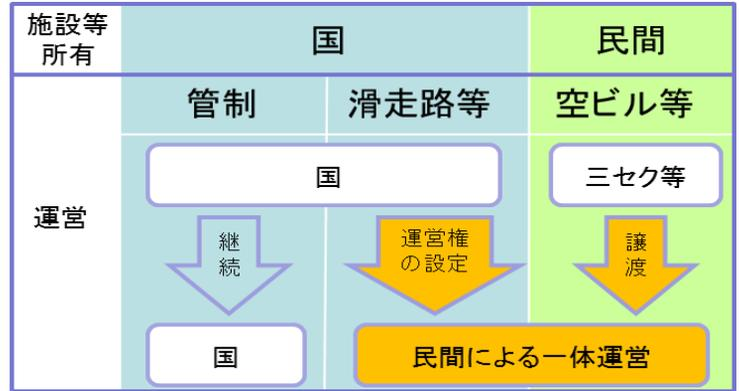 施設等
所有
国
民間
管制
滑走路等
空ビル等
運営
国
三セク等
継
続
運営権
の設定
譲
渡
国
民間による一体運営